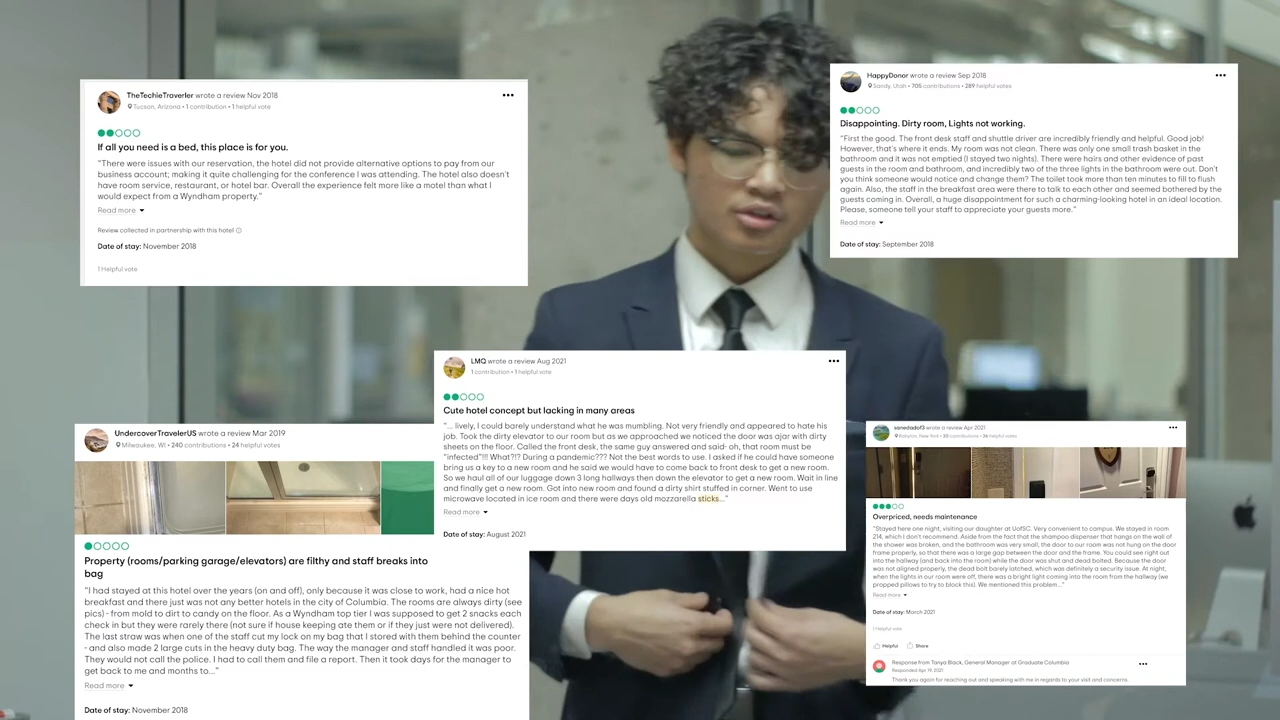 TheTechieTraverler wrote a review Nov 2018
Tucson, Arizona • 1 contribution • 1 helpful vote
If all you need is a bed, this place is for you.
"There were issues with our reservation, the hotel did not provide alternative options to pay from our
business account; making it quite challenging for the conference I was attending. The hotel also doesn't
have room service, restaurant, or hotel bar. Overall the experience felt more like a motel than what I
would expect from a Wyndham property."
Read more
Review collected in partnership with this hotel
Date of stay: November 2018
1 Helpful vote
HappyDonor wrote a review Sep 2018
Sandy, Utah • 705 contributions • 289 helpful votes
Disappointing. Dirty room, Lights not working.
"First the good. The front desk staff and shuttle driver are incredibly friendly and helpful. Good job!
However, that's where it ends. My room was not clean. There was only one small trash basket in the
bathroom and it was not emptied (I stayed two nights). There were hairs and other evidence of past
guests in the room and bathroom, and incredibly two of the three lights in the bathroom were out. Don't
you think someone would notice and change them? The toilet took more than ten minutes to fill to flush
again. Also, the staff in the breakfast area were there to talk to each other and seemed bothered by the
guests coming in. Overall, a huge disappointment for such a charming-looking hotel in an ideal location.
Please, someone tell your staff to appreciate your guests more."
Read more
Date of stay: September 2018
LMQ wrote a review Aug 2021
1 contribution • 1 helpful vote
Cute hotel concept but lacking in many areas
"... lively, I could barely understand what he was mumbling. Not very friendly and appeared to hate his
job. Took the dirty elevator to our room but as we approached we noticed the door was ajar with dirty
sheets on the floor. Called the front desk, the same guy answered and said- oh, that room must be
"infected"!!! What?!? During a pandemic??? Not the best words to use. I asked if he could have someone
bring us a key to a new room and he said we would have to come back to front desk to get a new room.
So we haul all of our luggage down 3 long hallways then down the elevator to get a new room. Wait in line
and finally get a new room. Got into new room and found a dirty shirt stuffed in corner. Went to use
microwave located in ice room and there were days old mozzarella sticks..."
Read more
Date of stay: August 2021
UndercoverTravelerUS wrote a review Mar 2019
Milwaukee, WI • 240 contributions • 24 helpful votes
Property (rooms/parking garage/elevators) are filthy and staff breaks into
bag
"I had stayed at this hotel over the years (on and off), only because it was close to work, had a nice hot
breakfast and there just was not any better hotels in the city of Columbia. The rooms are always dirty (see
pics) - from mold to dirt to candy on the floor. As a Wyndham top tier I was supposed to get 2 snacks each
check in but they were rarely there (not sure if house keeping ate them or if they just were not delivered).
The last straw was when one of the staff cut my lock on my bag that I stored with them behind the counter
- and also made 2 large cuts in the heavy duty bag. The way the manager and staff handled it was poor.
They would not call the police. I had to call them and file a report. Then it took days for the manager to
get back to me and months to..."
Read more
Date of stay: November 2018
sanedadof3 wrote a review Apr 2021
Babylon, New York • 30 contributions • 36 helpful votes
Overpriced, needs maintenance
"Stayed here one night, visiting our daughter at UofSC. Very convenient to campus. We stayed in room
214, which I don't recommend. Aside from the fact that the shampoo dispenser that hangs on the wall of
the shower was broken, and the bathroom was very small, the door to our room was not hung on the door
frame properly, so that there was a large gap between the door and the frame. You could see right out
into the hallway (and back into the room) while the door was shut and dead bolted. Because the door
was not aligned properly, the dead bolt barely latched, which was definitely a security issue. At night,
when the lights in our room were off, there was a bright light coming into the room from the hallway (we
propped pillows to try to block this). We mentioned this problem..."
Read more
Date of stay: March 2021
1 Helpful vote
Helpful
Share
Response from Tanya Black, General Manager at Graduate Columbia
Responded Apr 19, 2021
Thank you again for reaching out and speaking with me in regards to your visit and concerns.